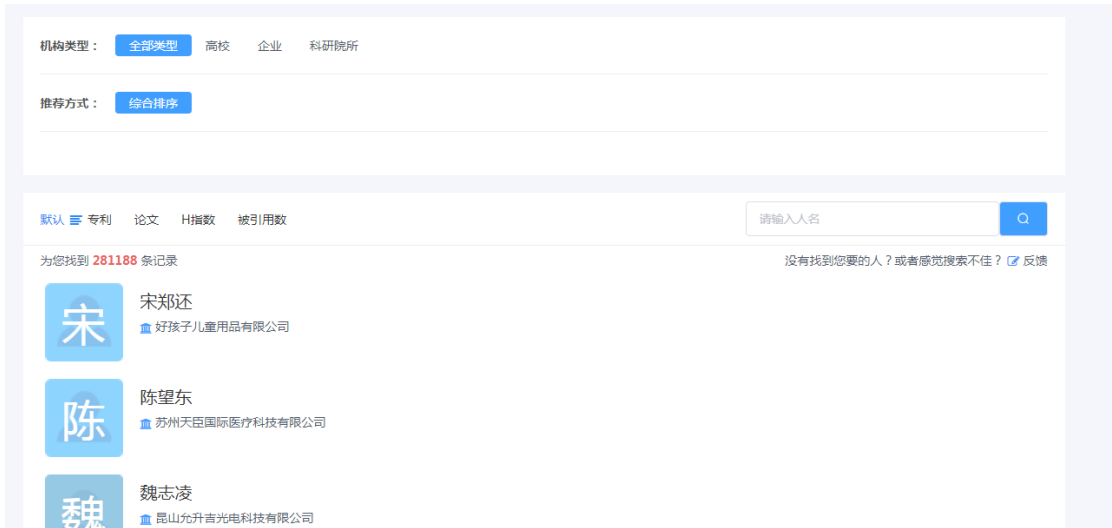 机构类型： 全部类型 高校 企业 科研院所
推荐方式： 综合排序
默认 专利 论文 H指数 被引用数 请输入人名
为您找到 281188 条记录 没有找到您要的人？或者感觉搜索不佳？ 反馈
宋
宋郑还
好孩子儿童用品有限公司
陈
陈望东
苏州天臣国际医疗科技有限公司
魏
魏志凌
昆山允升吉光电科技有限公司